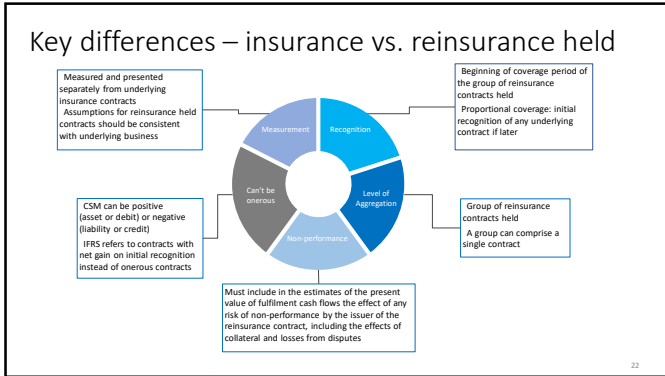 Key differences – insurance vs. reinsurance held
Measured and presented
separately from underlying
insurance contracts
Assumptions for reinsurance held
contracts should be consistent
with underlying business
Beginning of coverage period of
the group of reinsurance
contracts held
Proportional coverage: initial
recognition of any underlying
contract if later
Measurement
Recognition
Can't be
onerous
Level of
Aggregation
Non-performance
CSM can be positive
(asset or debit) or negative
(liability or credit)
IFRS refers to contracts with
net gain on initial recognition
instead of onerous contracts
Group of reinsurance
contracts held
A group can comprise a
single contract
Must include in the estimates of the present
value of fulfilment cash flows the effect of any
risk of non-performance by the issuer of the
reinsurance contract, including the effects of
collateral and losses from disputes
22